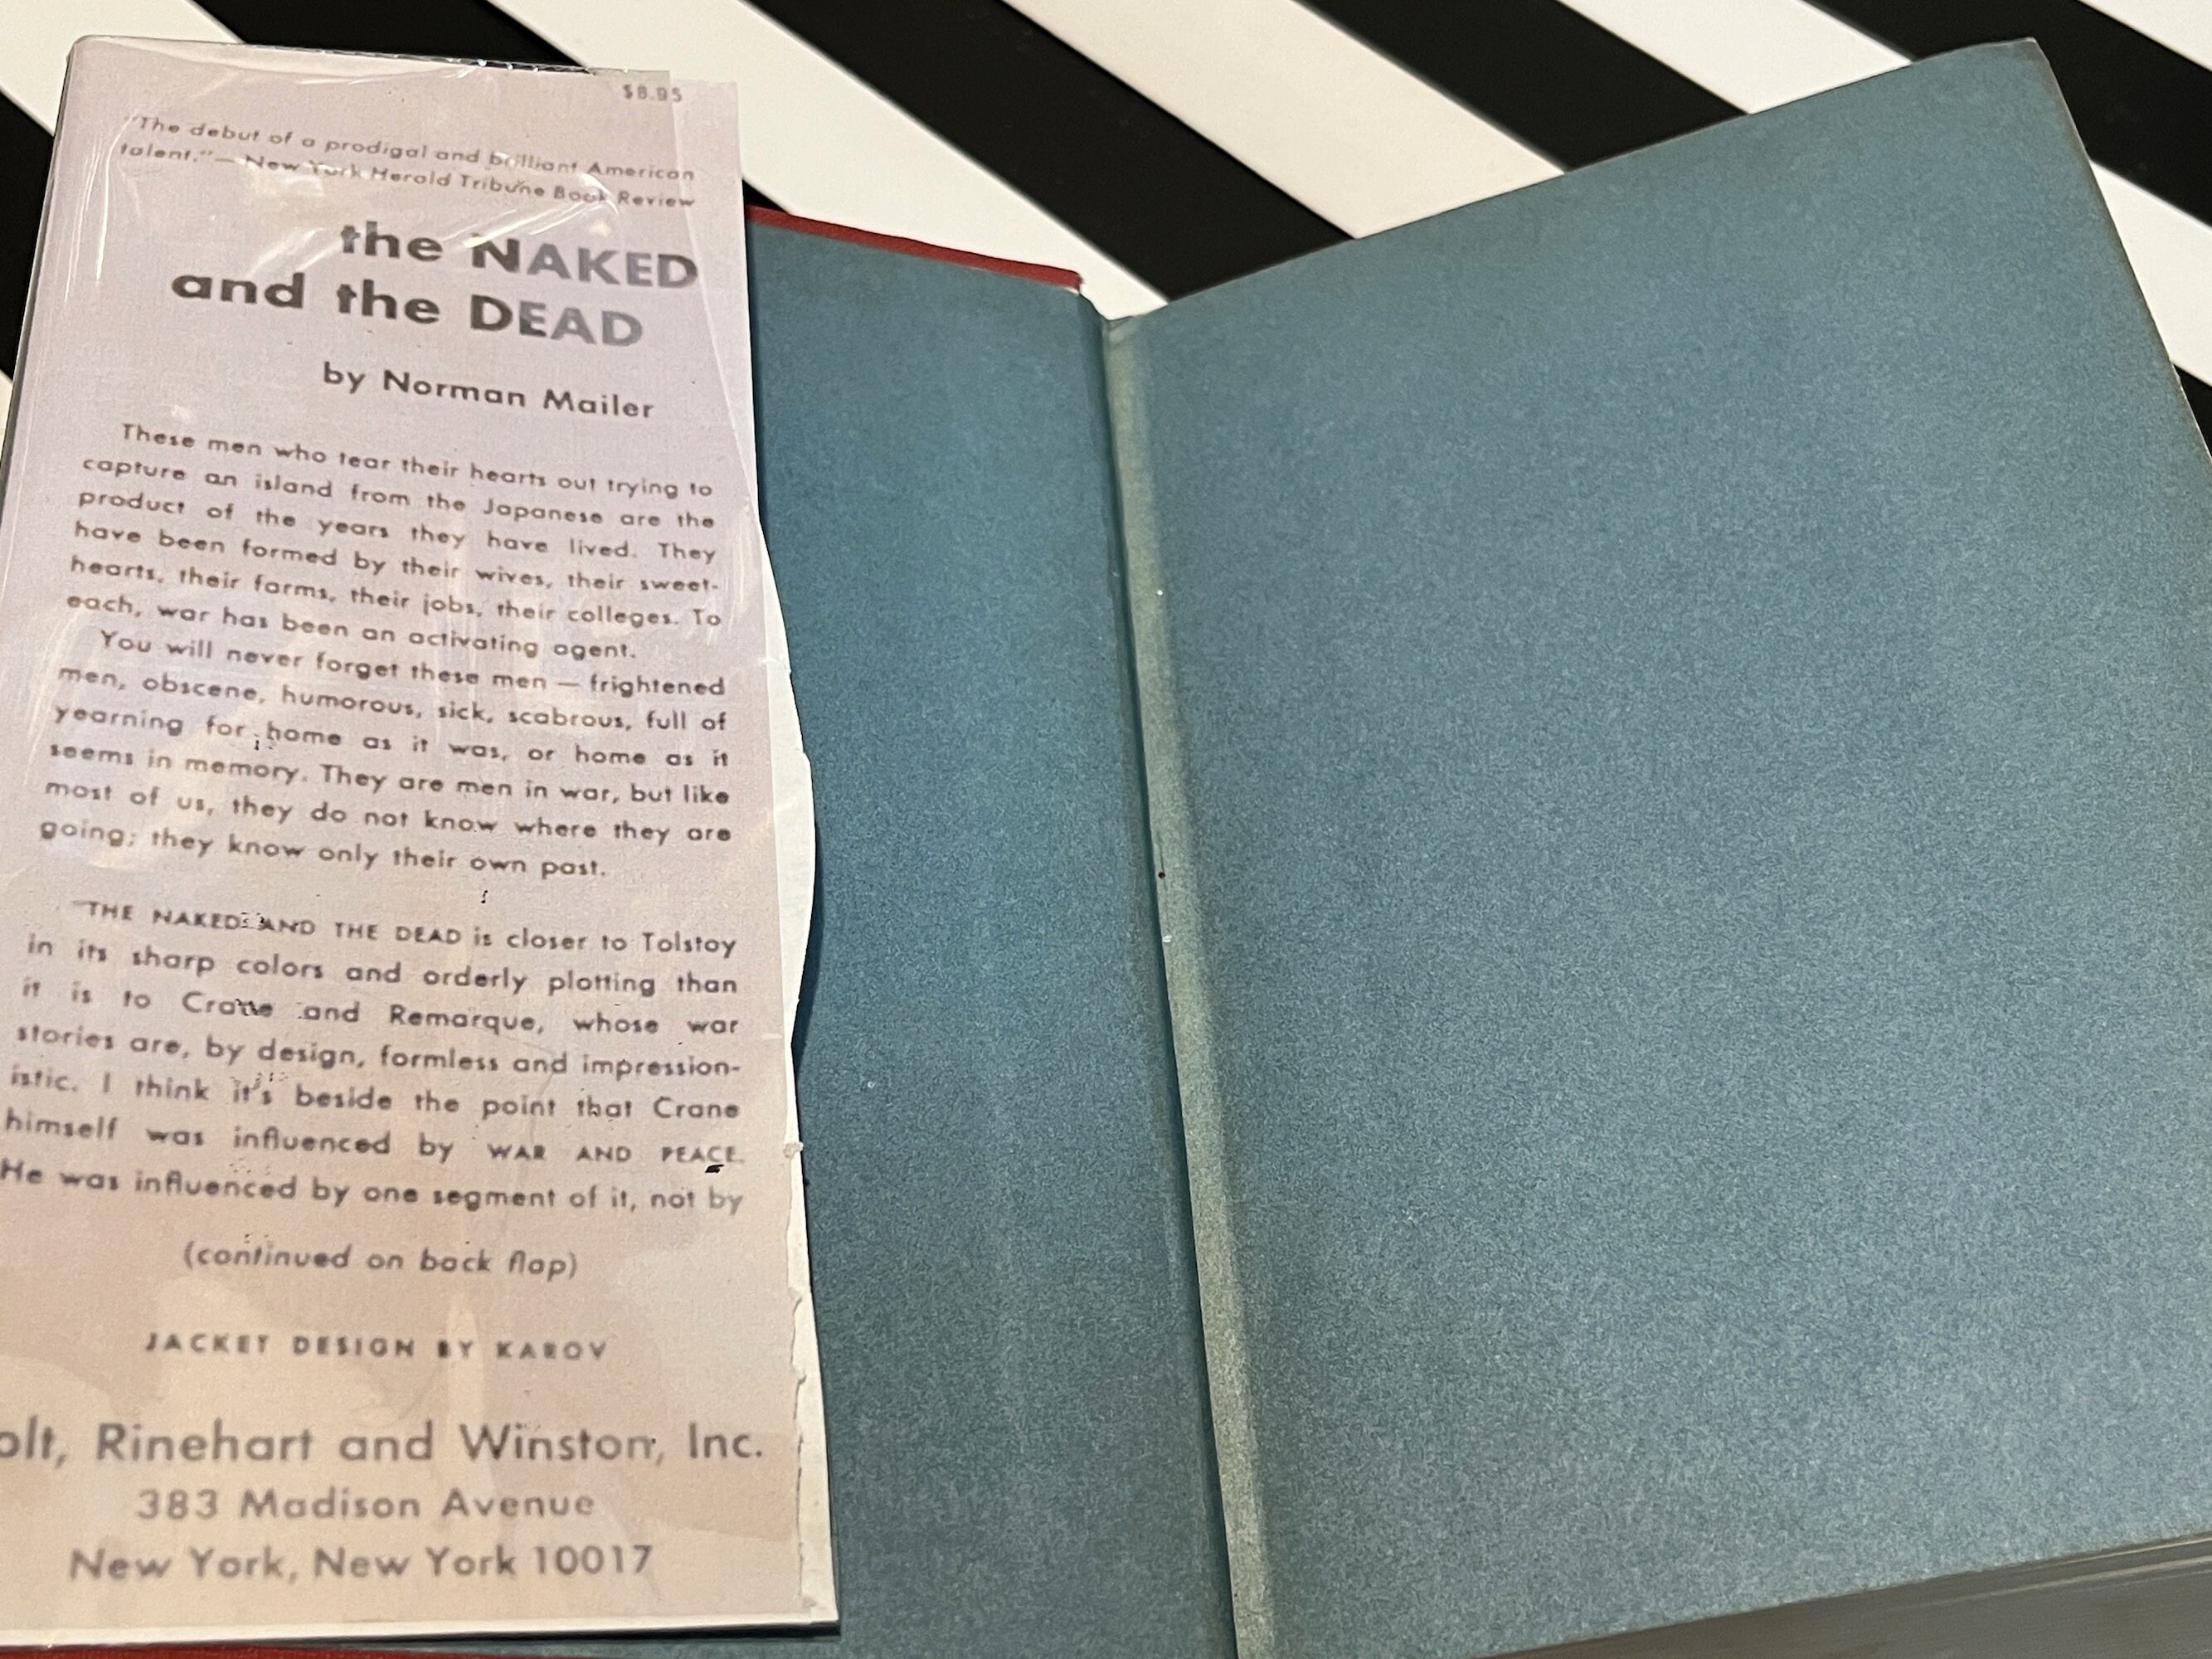 $8.95
"The debut of a prodigal and brilliant American
talent."— New York Herald Tribune Book Review
the NAKED
and the DEAD
by Norman Mailer
These men who tear their hearts out trying to
capture an island from the Japanese are the
product of the years they have lived. They
have been formed by their wives, their sweet-
hearts, their farms, their jobs, their colleges. To
each, war has been an activating agent.
You will never forget these men — frightened
men, obscene, humorous, sick, scabrous, full of
yearning for home as it was, or home as it
seems in memory. They are men in war, but like
most of us, they do not know where they are
going; they know only their own past.
"THE NAKED AND THE DEAD is closer to Tolstoy
in its sharp colors and orderly plotting than
it is to Crane and Remarque, whose war
stories are, by design, formless and impression-
istic. I think it's beside the point that Crane
himself was influenced by WAR AND PEACE.
He was influenced by one segment of it, not by
(continued on back flap)
JACKET DESIGN BY KAROV
olt, Rinehart and Winston, Inc.
383 Madison Avenue
New York, New York 10017